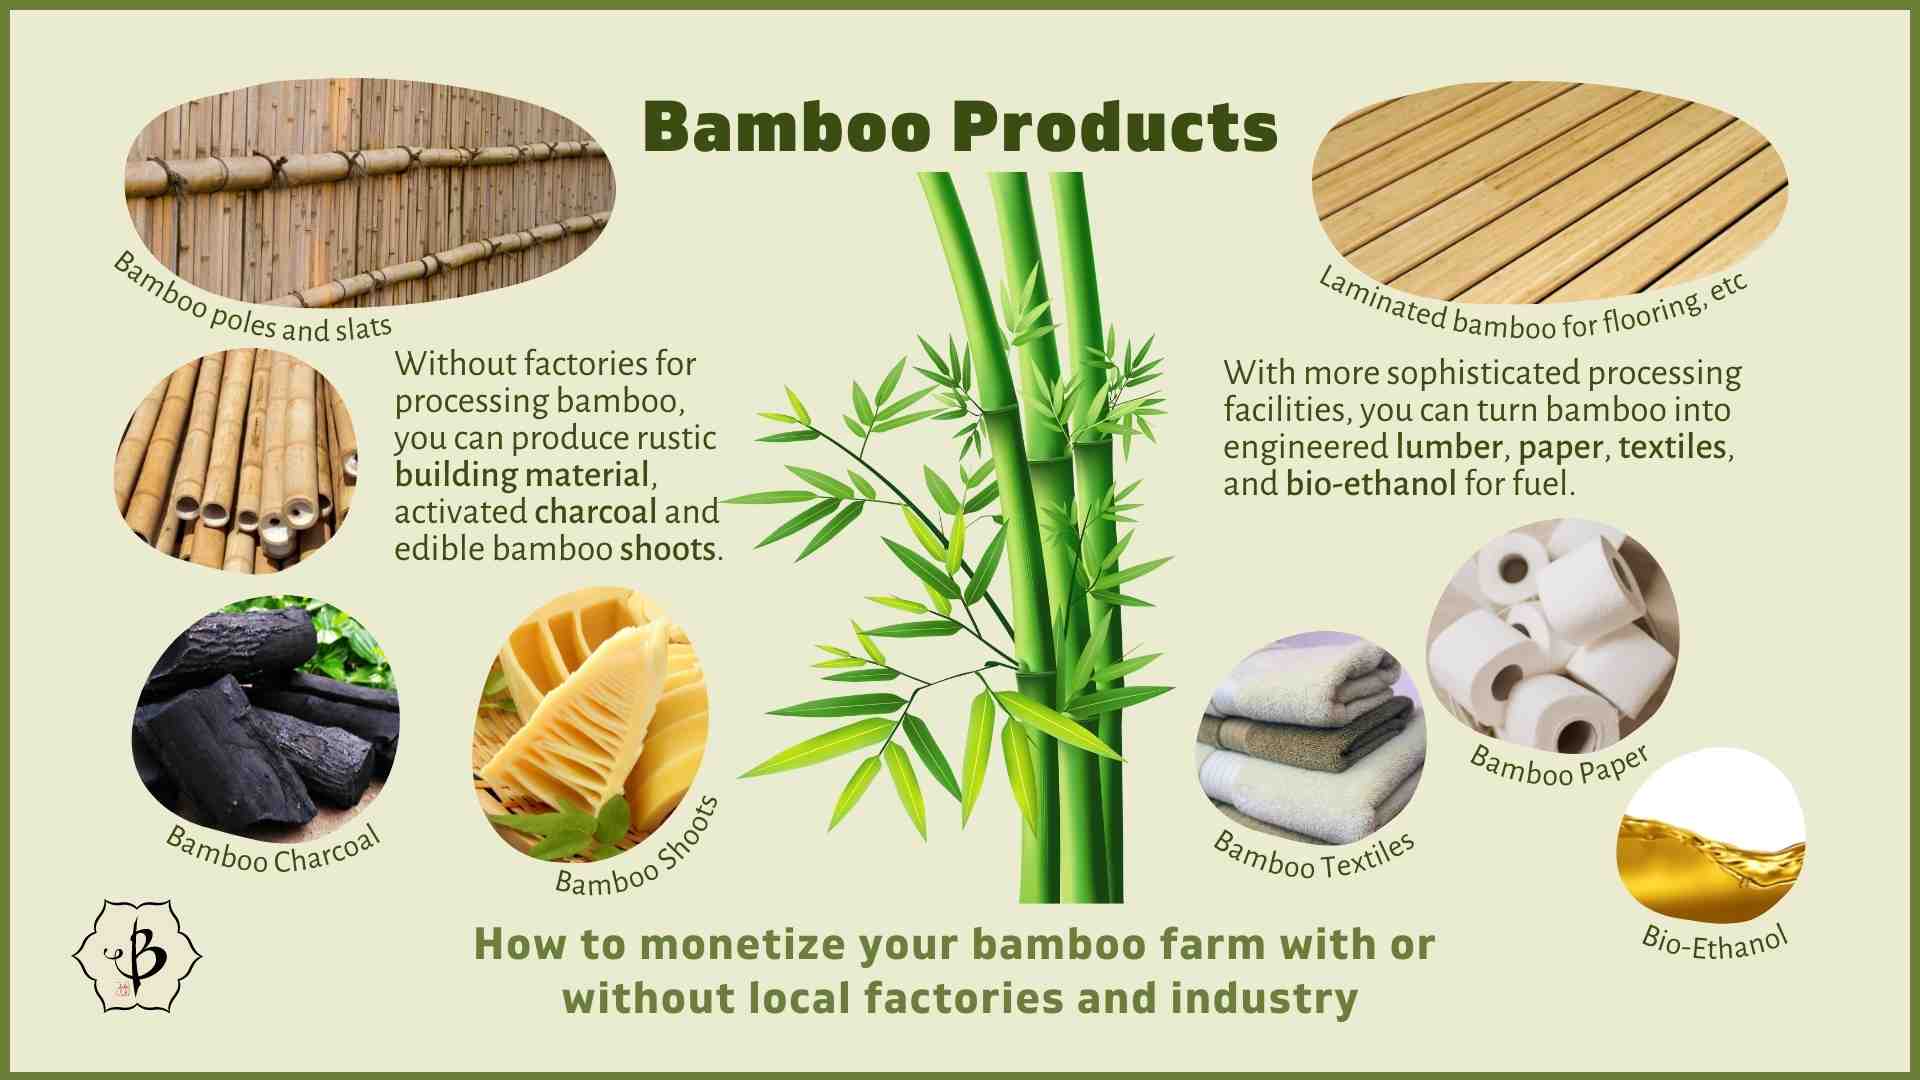 Bamboo Products
Bamboo poles and slats
Without factories for
processing bamboo,
you can produce rustic
building material,
activated charcoal and
edible bamboo shoots.
Bamboo Charcoal
Bamboo Shoots
Laminated bamboo for flooring, etc
With more sophisticated processing
facilities, you can turn bamboo into
engineered lumber, paper, textiles,
and bio-ethanol for fuel.
Bamboo Paper
Bamboo Textiles
Bio-Ethanol
B
How to monetize your bamboo farm with or
without local factories and industry